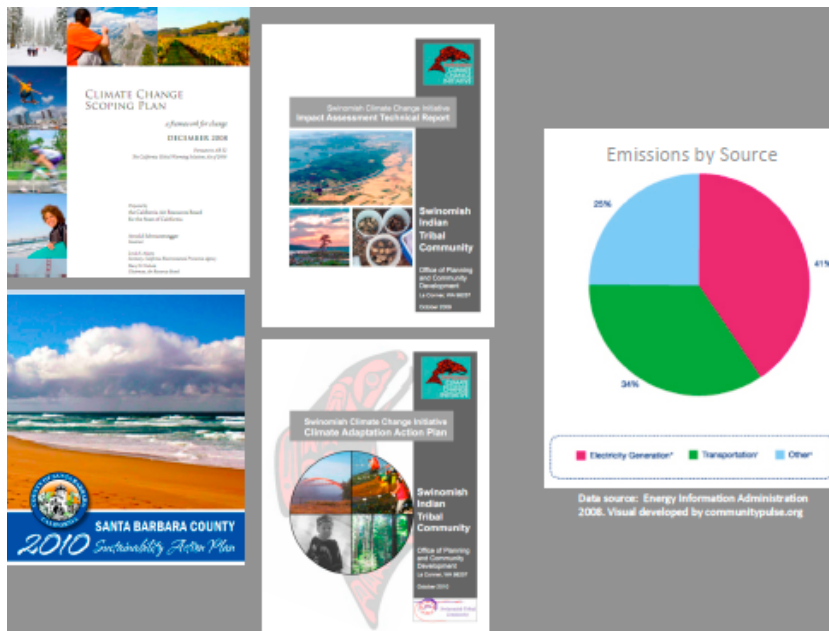 CLIMATE CHANGE
SCOPING PLAN
a framework for change
DECEMBER 2008
Pursuant to AB 32
The California Global Warming Solutions Act of 2006
Prepared by
the California Air Resources Board
for the State of California
Arnold Schwarzenegger
Governor
SANTA BARBARA COUNTY
2010 Sustainability Action Plan
Swinomish Climate Change Initiative
Impact Assessment Technical Report
Swinomish
Indian
Tribal
Community
Office of Planning
and Community
Development
La Conner, WA 98257
October 2009
Swinomish Climate Change Initiative
Climate Adaptation Action Plan
Swinomish
Indian
Tribal
Community
Office of Planning
and Community
Development
La Conner, WA 98257
October 2010
Emissions by Source
25%
41%
34%
Electricity Generation* Transportation* Other*
Data source: Energy Information Administration
2008. Visual developed by communitypulse.org